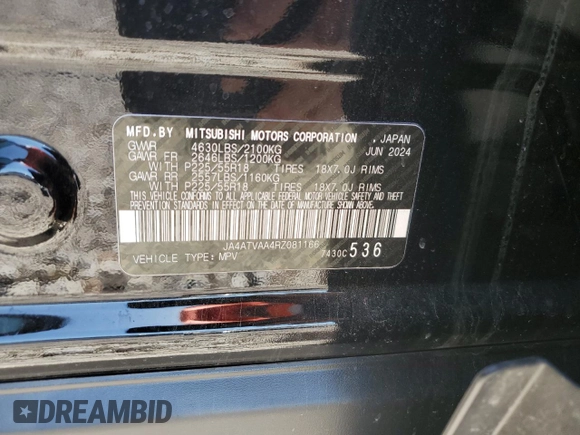 MFD.BY MITSUBISHI MOTORS CORPORATION, JAPAN
GVWR 4630LBS/2100KG JUN 2024
GAWR FR 2646LBS/1200KG
WITH P225/55R18 TIRES 18X7.0J RIMS
GAWR RR 2557LBS/1160KG
WITH P225/55R18 TIRES 18X7.0J RIMS
THIS VEHICLE CONFORMS TO ALL APPLICABLE FEDERAL MOTOR VEHICLE SAFETY AND THEFT
PREVENTION STANDARDS IN EFFECT ON THE DATE OF MANUFACTURE SHOWN ABOVE.
JA4ATVAA4RZ081166
VEHICLE TYPE: MPV 7430C 536
DREAMBID